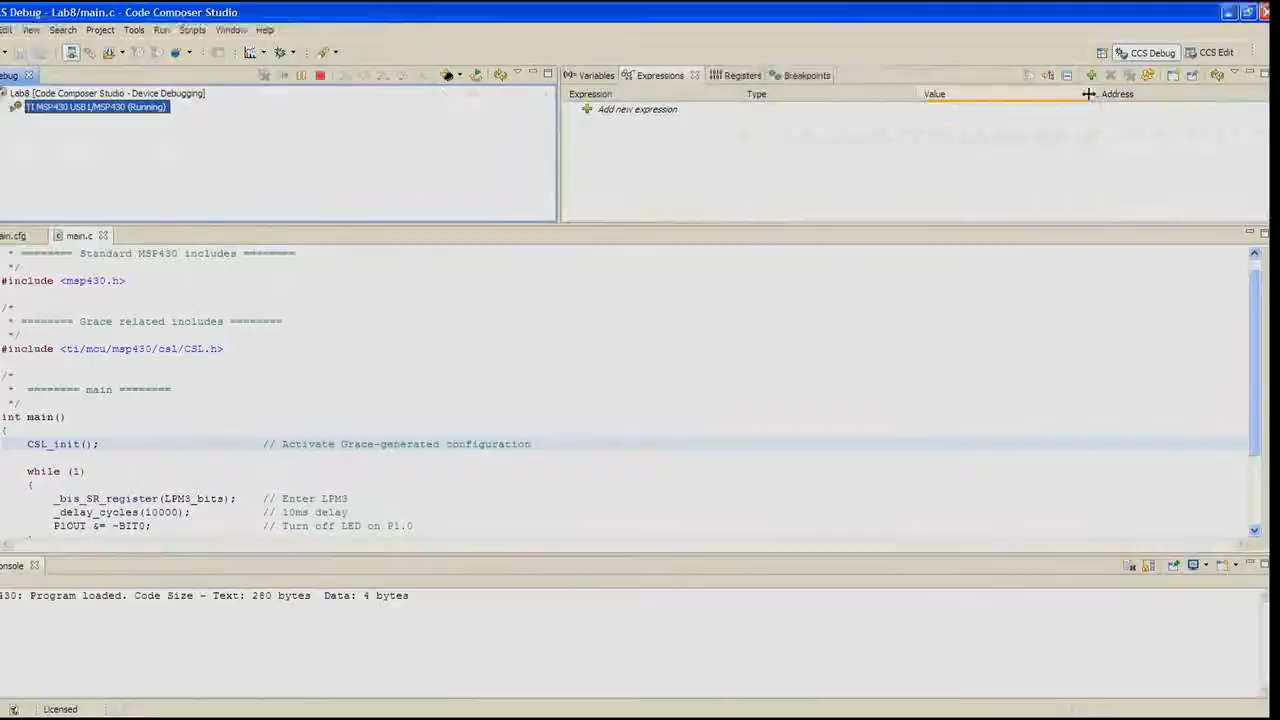 S Debug - Lab8/main.c - Code Composer Studio
Edit View Search Project Tools Run Scripts Window Help
CCS Debug CCS Edit
ebug
Variables Expressions Registers Breakpoints
Lab8 [Code Composer Studio - Device Debugging]
TI MSP430 USB1/MSP430 (Running)
Expression Type Value Address
Add new expression
ain.cfg main.c
* ======== Standard MSP430 includes ========
*/
#include <msp430.h>
/*
* ======== Grace related includes ========
*/
#include <ti/mcu/msp430/csl/CSL.h>
/*
* ======== main ========
*/
int main()
{
CSL_init(); // Activate Grace-generated configuration
while (1)
{
_bis_SR_register(LPM3_bits); // Enter LPM3
_delay_cycles(10000); // 10ms delay
P1OUT &= ~BIT0; // Turn off LED on P1.0
onsole
430: Program loaded. Code Size - Text: 280 bytes Data: 4 bytes
Licensed